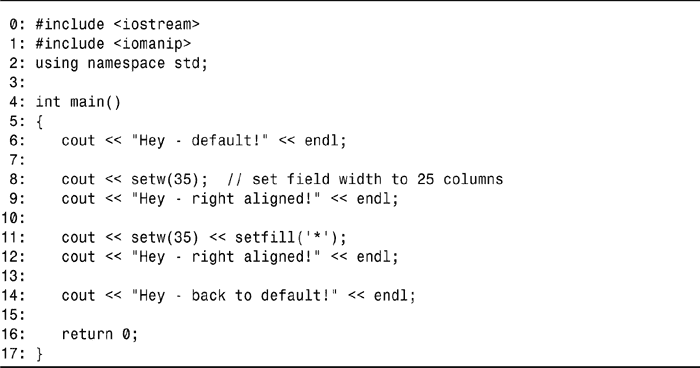 0: #include <iostream>
1: #include <iomanip>
2: using namespace std;
3:
4: int main()
5: {
6:    cout << "Hey - default!" << endl;
7:
8:    cout << setw(35);  // set field width to 25 columns
9:    cout << "Hey - right aligned!" << endl;
10:
11:    cout << setw(35) << setfill('*');
12:    cout << "Hey - right aligned!" << endl;
13:
14:    cout << "Hey - back to default!" << endl;
15:
16:    return 0;
17: }